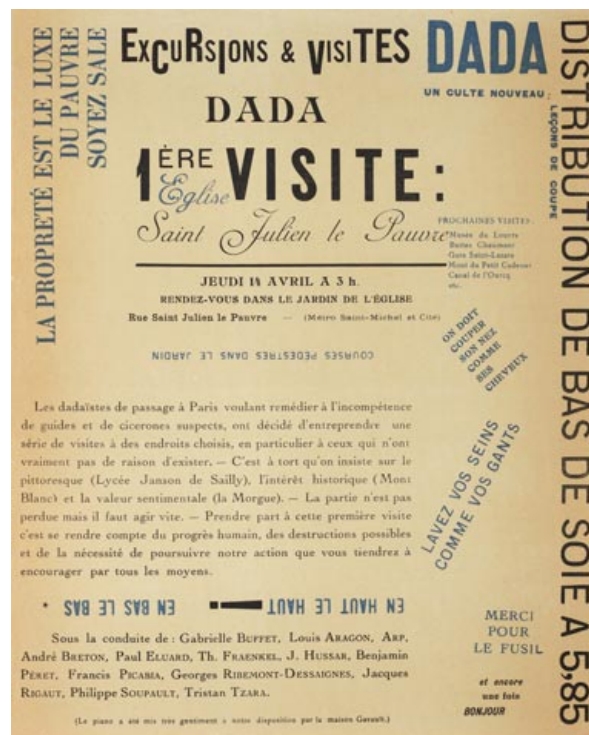 LA PROPRETÉ EST LE LUXE
DU PAUVRE
SOYEZ SALE
EXCURSIONS & VISITES
DADA
1ÈRE VISITE :
Eglise
Saint Julien le Pauvre
JEUDI 14 AVRIL A 3 h.
RENDEZ-VOUS DANS LE JARDIN DE L'ÉGLISE
Rue Saint Julien le Pauvre — (Métro Saint-Michel et Cité)
COURSES PÉDESTRES DANS LE JARDIN
DADA
UN CULTE NOUVEAU :
LEÇONS DE COUPE
PROCHAINES VISITES :
Musée du Louvre
Buttes Chaumont
Gare Saint-Lazare
Mont du Petit Cadenas
Canal de l'Ourcq
etc.
ON DOIT
COUPER
SON NEZ
COMME
SES
CHEVEUX
LAVEZ VOS SEINS
COMME VOS GANTS
DISTRIBUTION DE BAS DE SOIE A 5,85
Les dadaïstes de passage à Paris voulant remédier à l'incompétence
de guides et de cicerones suspects, ont décidé d'entreprendre une
série de visites à des endroits choisis, en particulier à ceux qui n'ont
vraiment pas de raison d'exister. — C'est à tort qu'on insiste sur le
pittoresque (Lycée Janson de Sailly), l'intérêt historique (Mont
Blanc) et la valeur sentimentale (la Morgue). — La partie n'est pas
perdue mais il faut agir vite. — Prendre part à cette première visite
c'est se rendre compte du progrès humain, des destructions possibles
et de la nécessité de poursuivre notre action que vous tiendrez à
encourager par tous les moyens.
EN HAUT LE HAUT ! EN BAS LE BAS .
Sous la conduite de : Gabrielle BUFFET, Louis ARAGON, ARP,
André BRETON, Paul ELUARD, Th. FRAENKEL, J. HUSSAR, Benjamin
PÉRET, Francis PICABIA, Georges RIBEMONT-DESSAIGNES, Jacques
RIGAUT, Philippe SOUPAULT, Tristan TZARA.
(Le piano a été mis très gentiment à notre disposition par la maison Gavault.)
MERCI
POUR
LE FUSIL
et encore
une fois
BONJOUR